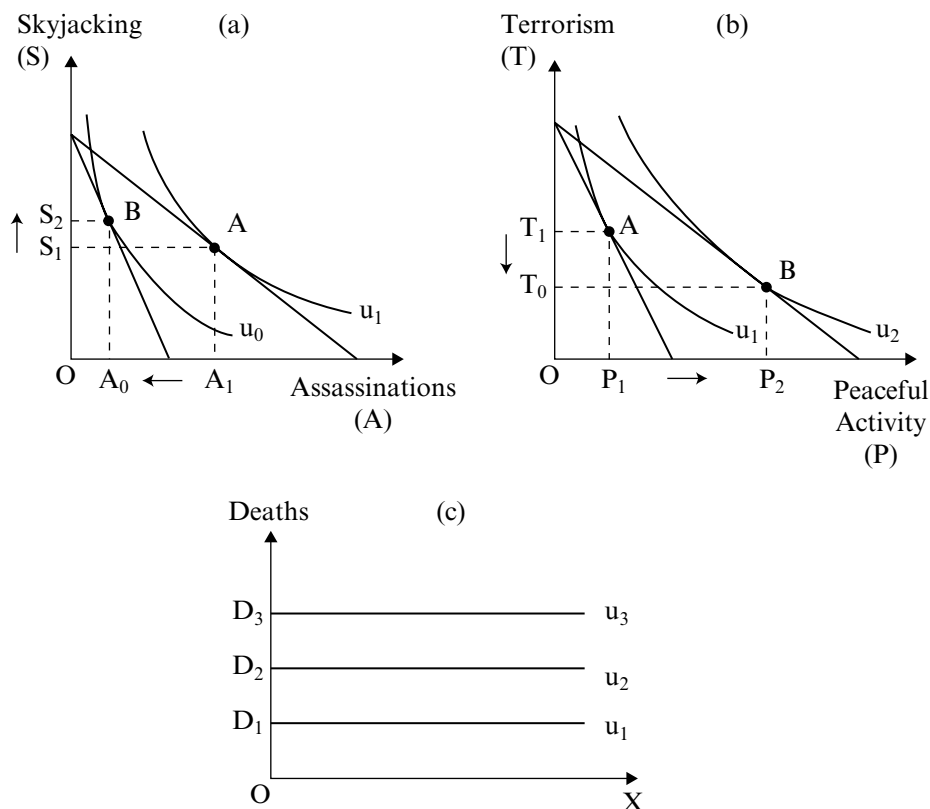 Skyjacking (a)
(S)
S₂
S₁
B
A
u₀
u₁
O
A₀
A₁
Assassinations
(A)
Terrorism (b)
(T)
T₁
T₀
A
B
u₁
u₂
O
P₁
P₂
Peaceful
Activity
(P)
Deaths (c)
D₃
u₃
D₂
u₂
D₁
u₁
O
X